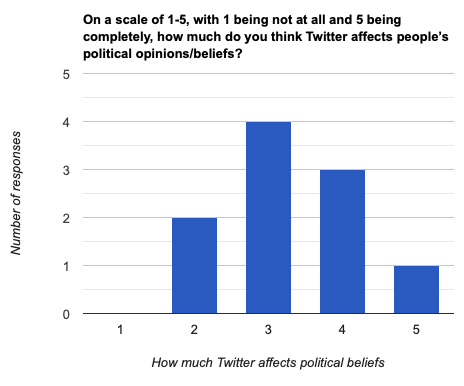 On a scale of 1-5, with 1 being not at all and 5 being
completely, how much do you think Twitter affects people's
political opinions/beliefs?
5
4
3
2
1
0
Number of responses
1 2 3 4 5
How much Twitter affects political beliefs